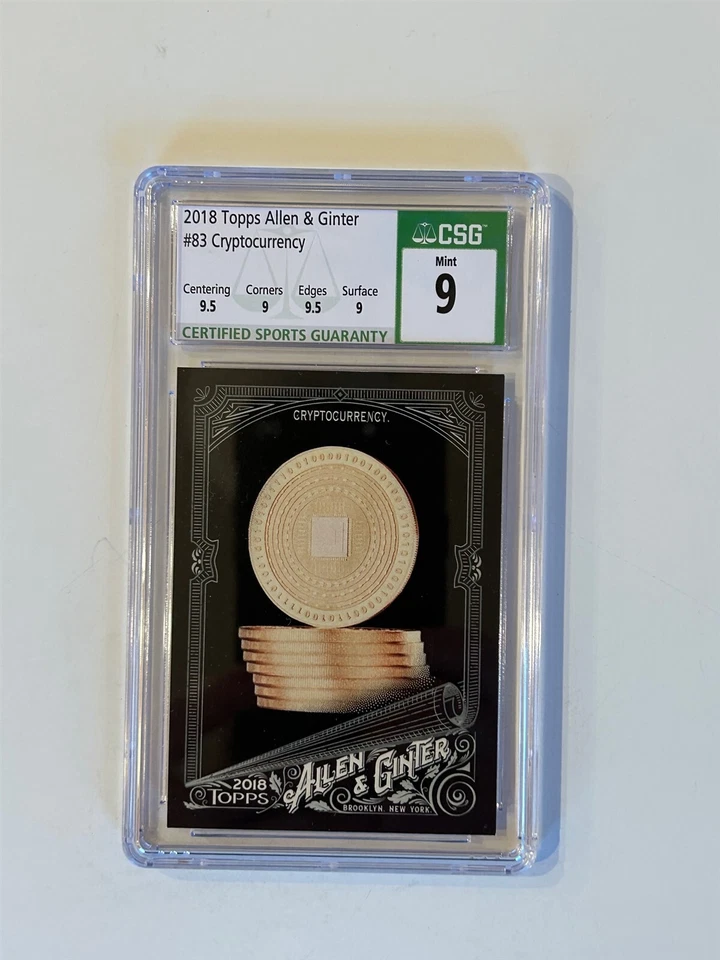 2018 Topps Allen & Ginter
#83 Cryptocurrency
CSG™
Mint
9
Centering Corners Edges Surface
9.5 9 9.5 9
CERTIFIED SPORTS GUARANTY
CRYPTOCURRENCY.
2018
TOPPS
ALLEN
& GINTER
BROOKLYN. NEW YORK.